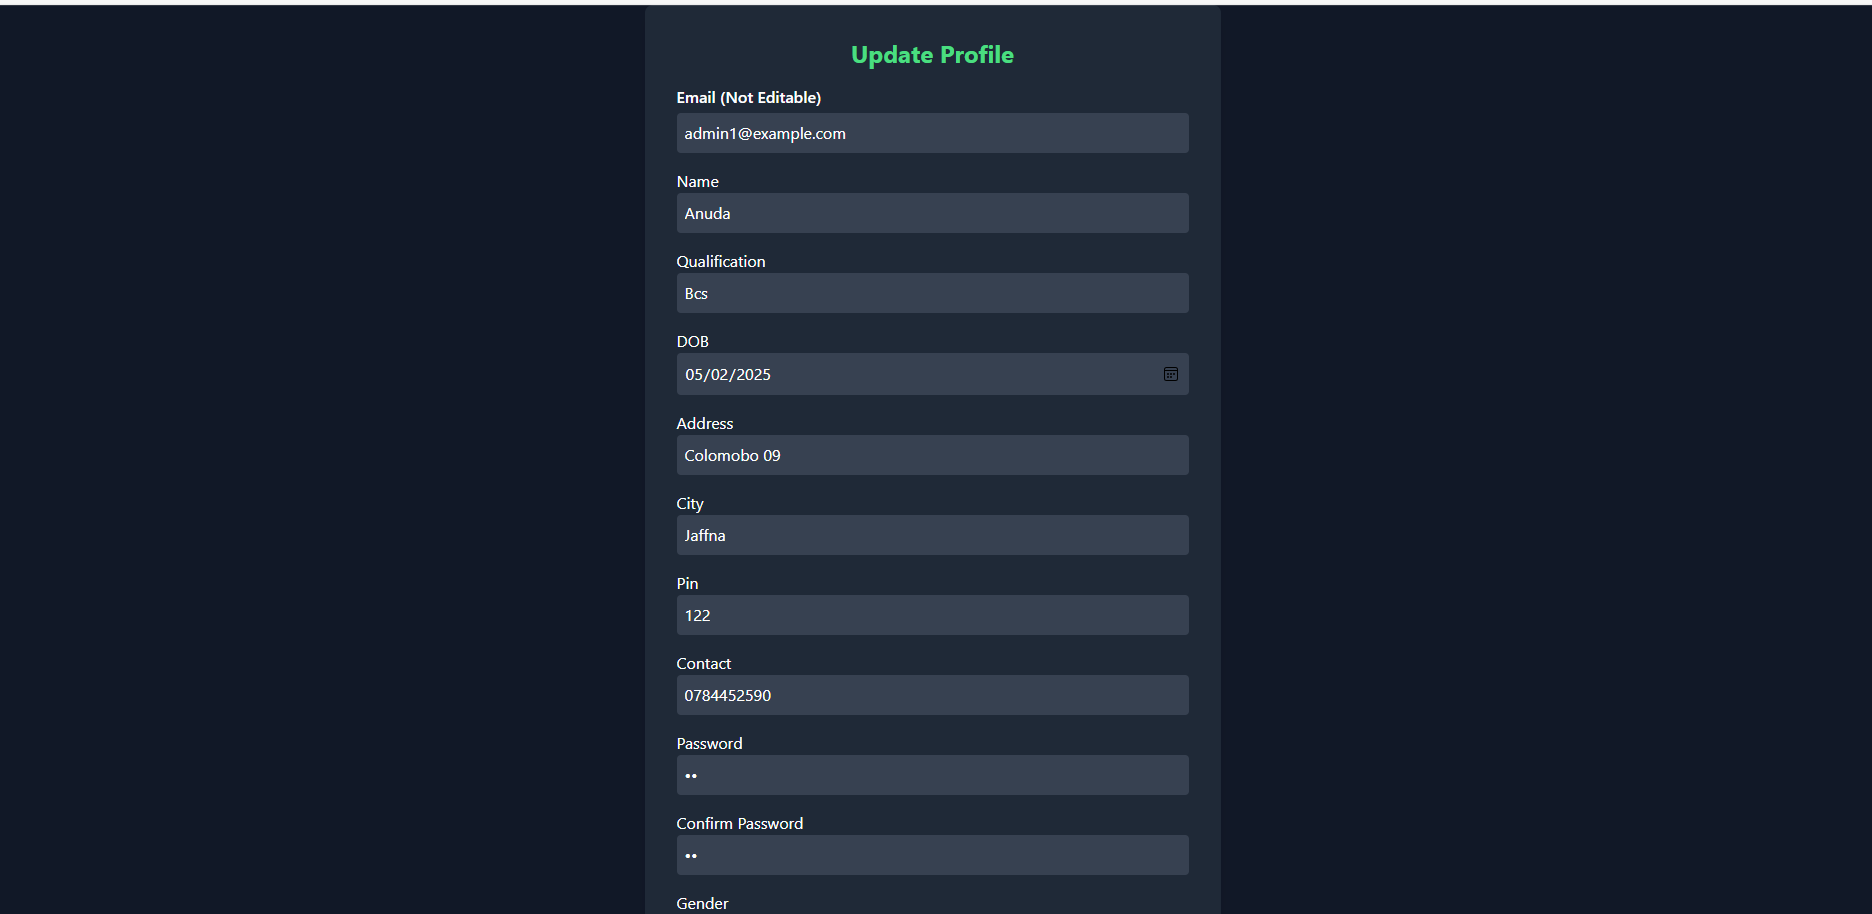 Update Profile
Email (Not Editable)
admin1@example.com
Name
Anuda
Qualification
Bcs
DOB
05/02/2025
Address
Colomobo 09
City
Jaffna
Pin
122
Contact
0784452590
Password
••
Confirm Password
••
Gender